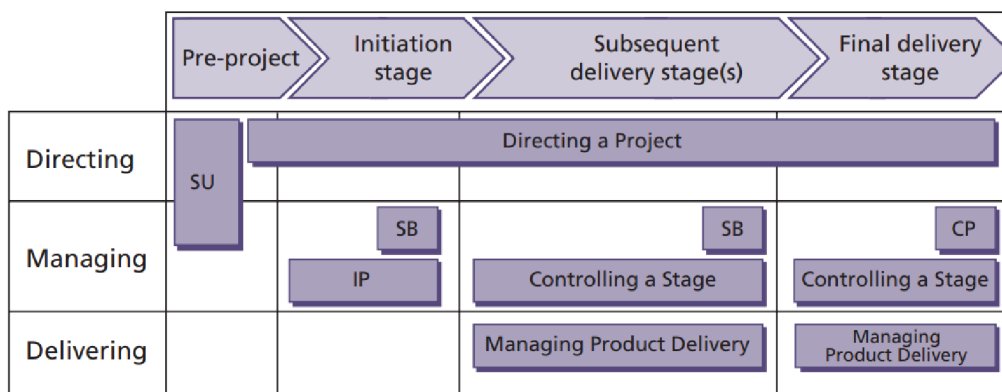 Pre-project
Initiation
stage
Subsequent
delivery stage(s)
Final delivery
stage
Directing
SU
Directing a Project
Managing
SB
SB
CP
IP
Controlling a Stage
Controlling a Stage
Delivering
Managing Product Delivery
Managing
Product Delivery